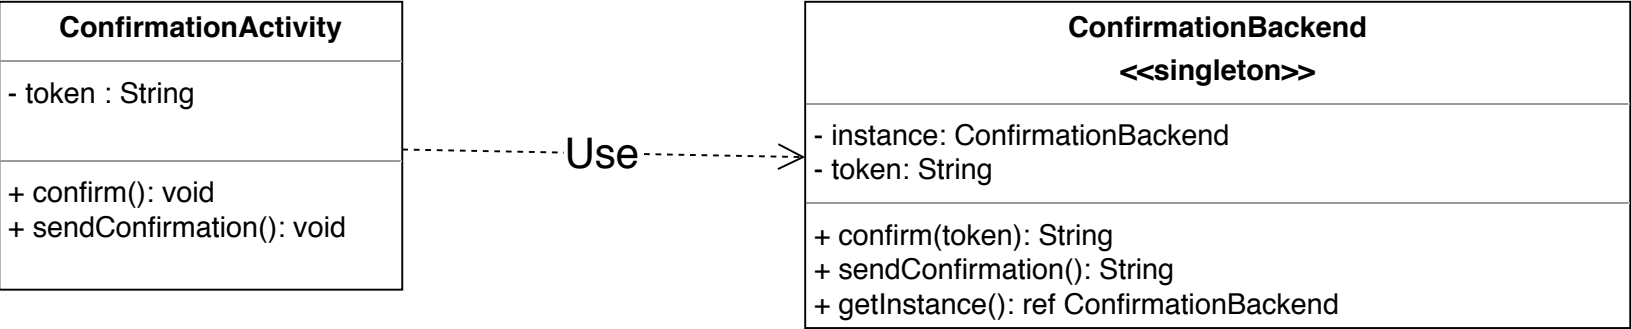 ConfirmationActivity
- token : String
+ confirm(): void
+ sendConfirmation(): void
Use
ConfirmationBackend
<<singleton>>
- instance: ConfirmationBackend
- token: String
+ confirm(token): String
+ sendConfirmation(): String
+ getInstance(): ref ConfirmationBackend